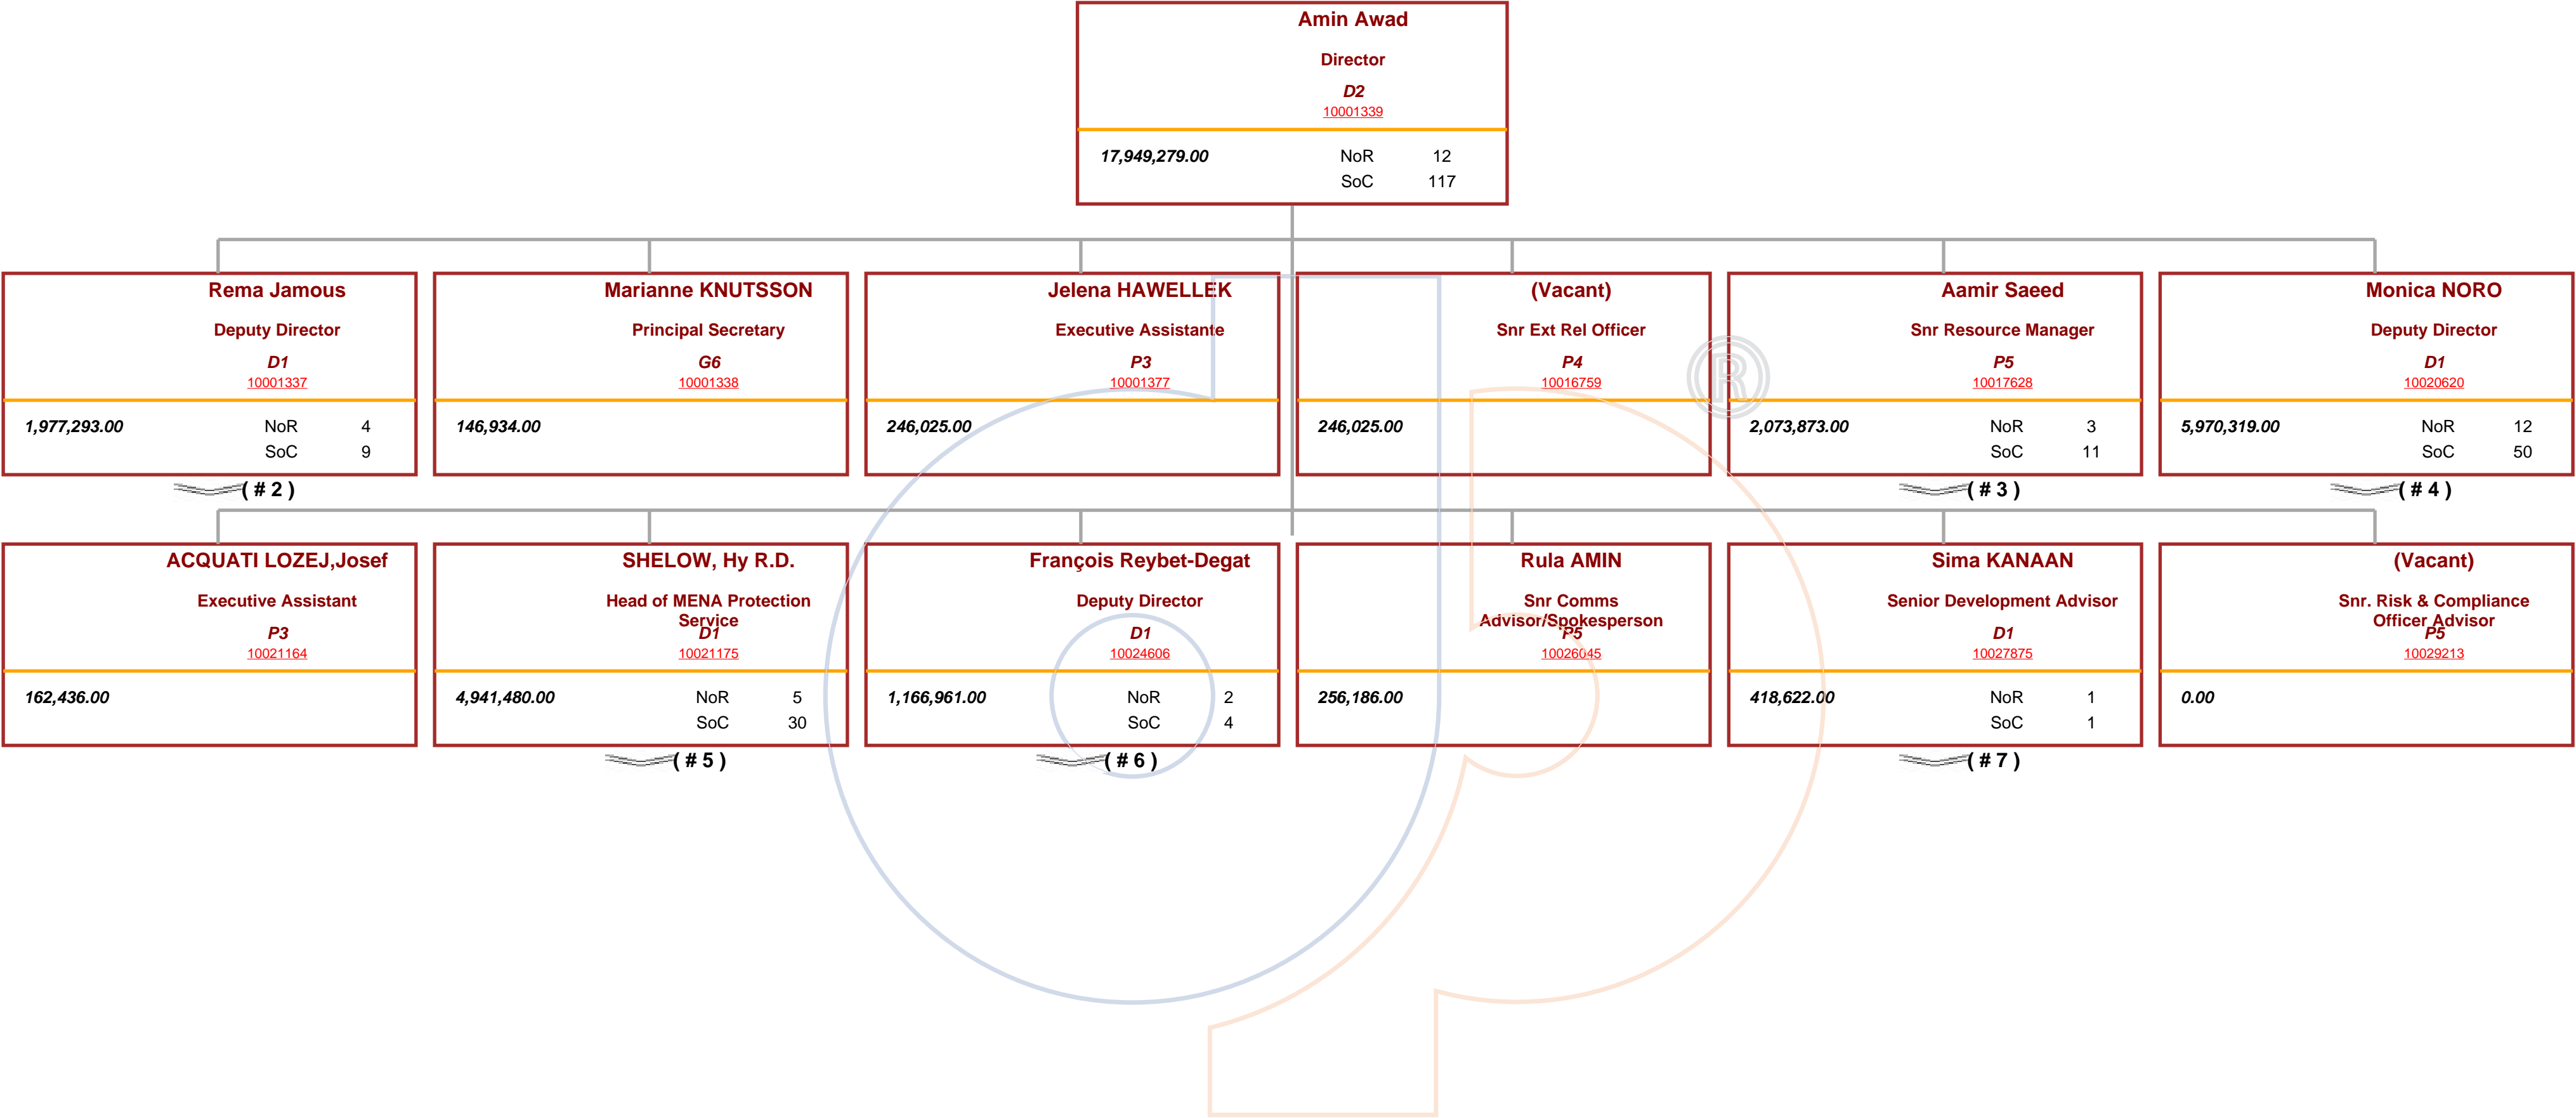 Amin Awad
Director
D2
10001339
17,949,279.00 NoR 12
SoC 117
Rema Jamous
Deputy Director
D1
10001337
1,977,293.00 NoR 4
SoC 9
( # 2 )
Marianne KNUTSSON
Principal Secretary
G6
10001338
146,934.00
Jelena HAWELLEK
Executive Assistante
P3
10001377
246,025.00
(Vacant)
Snr Ext Rel Officer
P4
10016759
246,025.00
Aamir Saeed
Snr Resource Manager
P5
10017628
2,073,873.00 NoR 3
SoC 11
( # 3 )
Monica NORO
Deputy Director
D1
10020620
5,970,319.00 NoR 12
SoC 50
( # 4 )
®
ACQUATI LOZEJ,Josef
Executive Assistant
P3
10021164
162,436.00
SHELOW, Hy R.D.
Head of MENA Protection
Service
D1
10021175
4,941,480.00 NoR 5
SoC 30
( # 5 )
François Reybet-Degat
Deputy Director
D1
10024606
1,166,961.00 NoR 2
SoC 4
( # 6 )
Rula AMIN
Snr Comms
Advisor/Spokesperson
P5
10026045
256,186.00
Sima KANAAN
Senior Development Advisor
D1
10027875
418,622.00 NoR 1
SoC 1
( # 7 )
(Vacant)
Snr. Risk & Compliance
Officer Advisor
P5
10029213
0.00